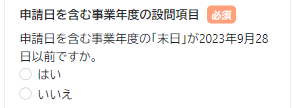 申請日を含む事業年度の設問項目 必須
申請日を含む事業年度の「末日」が2023年9月28
日以前ですか。
はい
いいえ